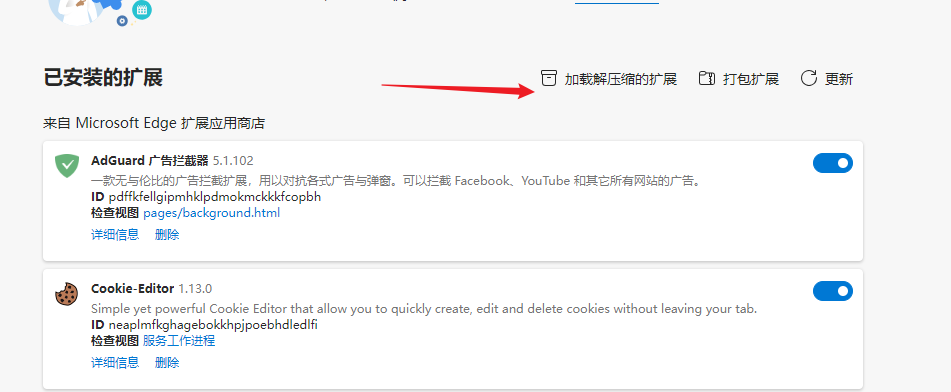 已安装的扩展
加载解压缩的扩展
打包扩展
更新
来自 Microsoft Edge 扩展应用商店
AdGuard 广告拦截器 5.1.102
一款无与伦比的广告拦截扩展，用以对抗各式广告与弹窗。可以拦截 Facebook、YouTube 和其它所有网站的广告。
ID pdffkfellgipmhklpdmokmckkkfcopbh
检查视图 pages/background.html
详细信息 删除
Cookie-Editor 1.13.0
Simple yet powerful Cookie Editor that allow you to quickly create, edit and delete cookies without leaving your tab.
ID neaplmfkghagebokkhpjpoebhdledlfi
检查视图 服务工作进程
详细信息 删除